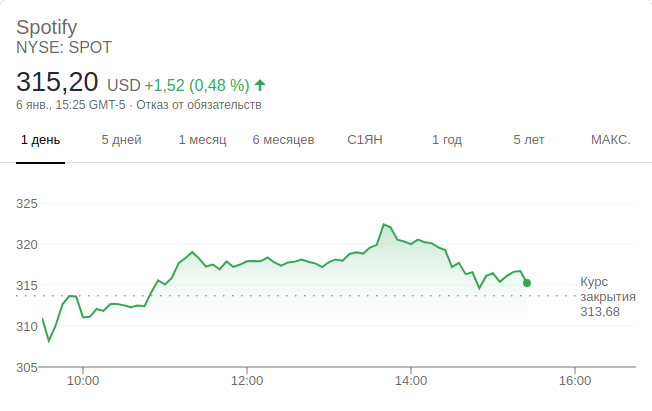 Spotify
NYSE: SPOT
315,20 USD +1,52 (0,48 %)
6 янв., 15:25 GMT-5 · Отказ от обязательств
1 день 5 дней 1 месяц 6 месяцев С1ЯН 1 год 5 лет МАКС.
325
320
315
310
305
Курс
закрытия
313,68
10:00 12:00 14:00 16:00